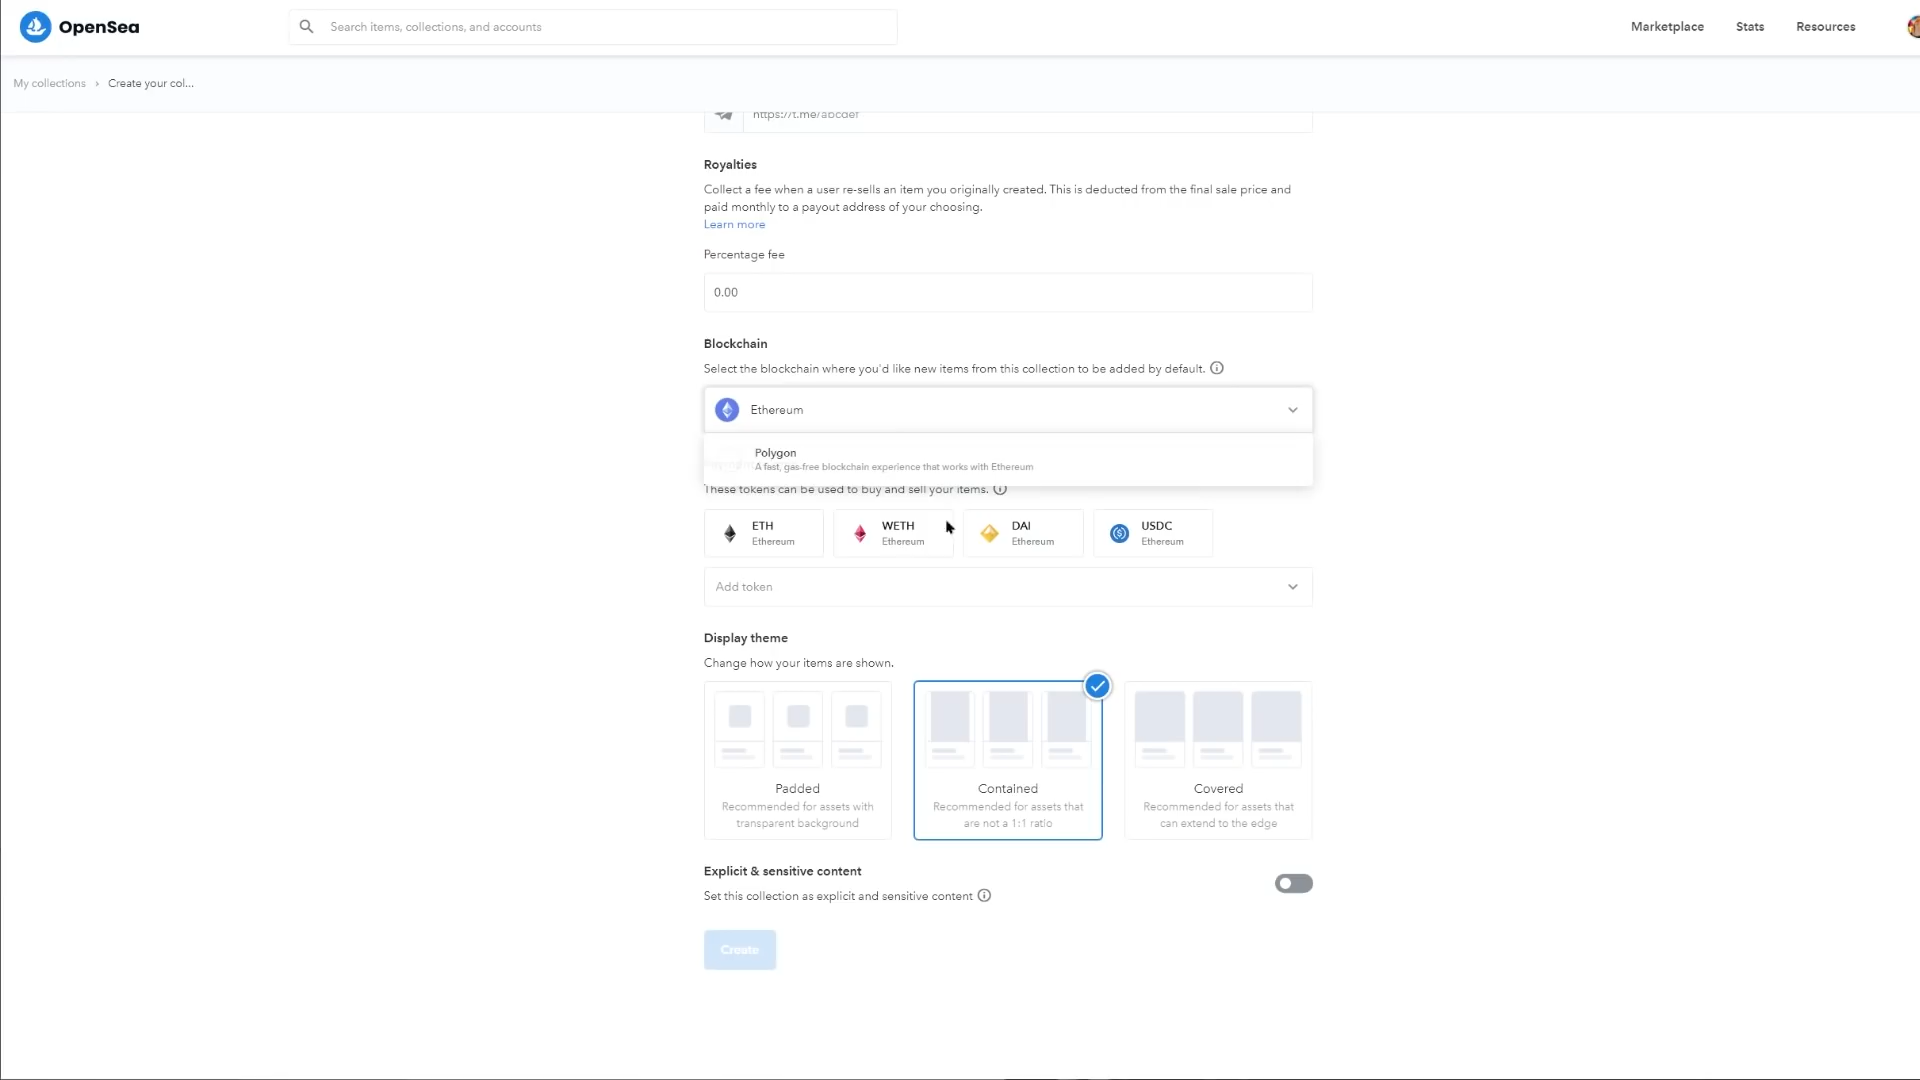 OpenSea
Search items, collections, and accounts
Marketplace
Stats
Resources
My collections › Create your col...
https://t.me/abcdef
Royalties
Collect a fee when a user re-sells an item you originally created. This is deducted from the final sale price and
paid monthly to a payout address of your choosing.
Learn more
Percentage fee
0.00
Blockchain
Select the blockchain where you'd like new items from this collection to be added by default.
Ethereum
Polygon
A fast, gas-free blockchain experience that works with Ethereum
These tokens can be used to buy and sell your items.
ETH
Ethereum
WETH
Ethereum
DAI
Ethereum
USDC
Ethereum
Add token
Display theme
Change how your items are shown.
Padded
Recommended for assets with
transparent background
Contained
Recommended for assets that
are not a 1:1 ratio
Covered
Recommended for assets that
can extend to the edge
Explicit & sensitive content
Set this collection as explicit and sensitive content
Create